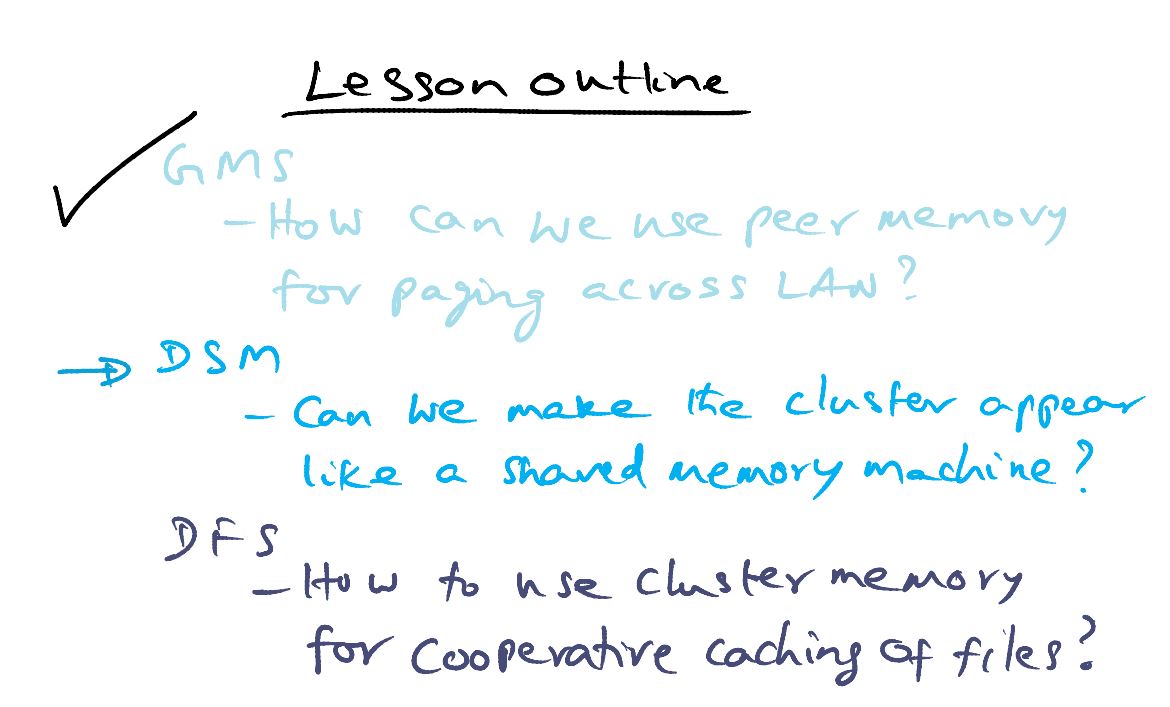 Lesson outline
GMS
- How can we use peer memory
for paging across LAN?
DSM
- Can we make the cluster appear
like a shared memory machine?
DFS
- How to use cluster memory
for cooperative caching of files?